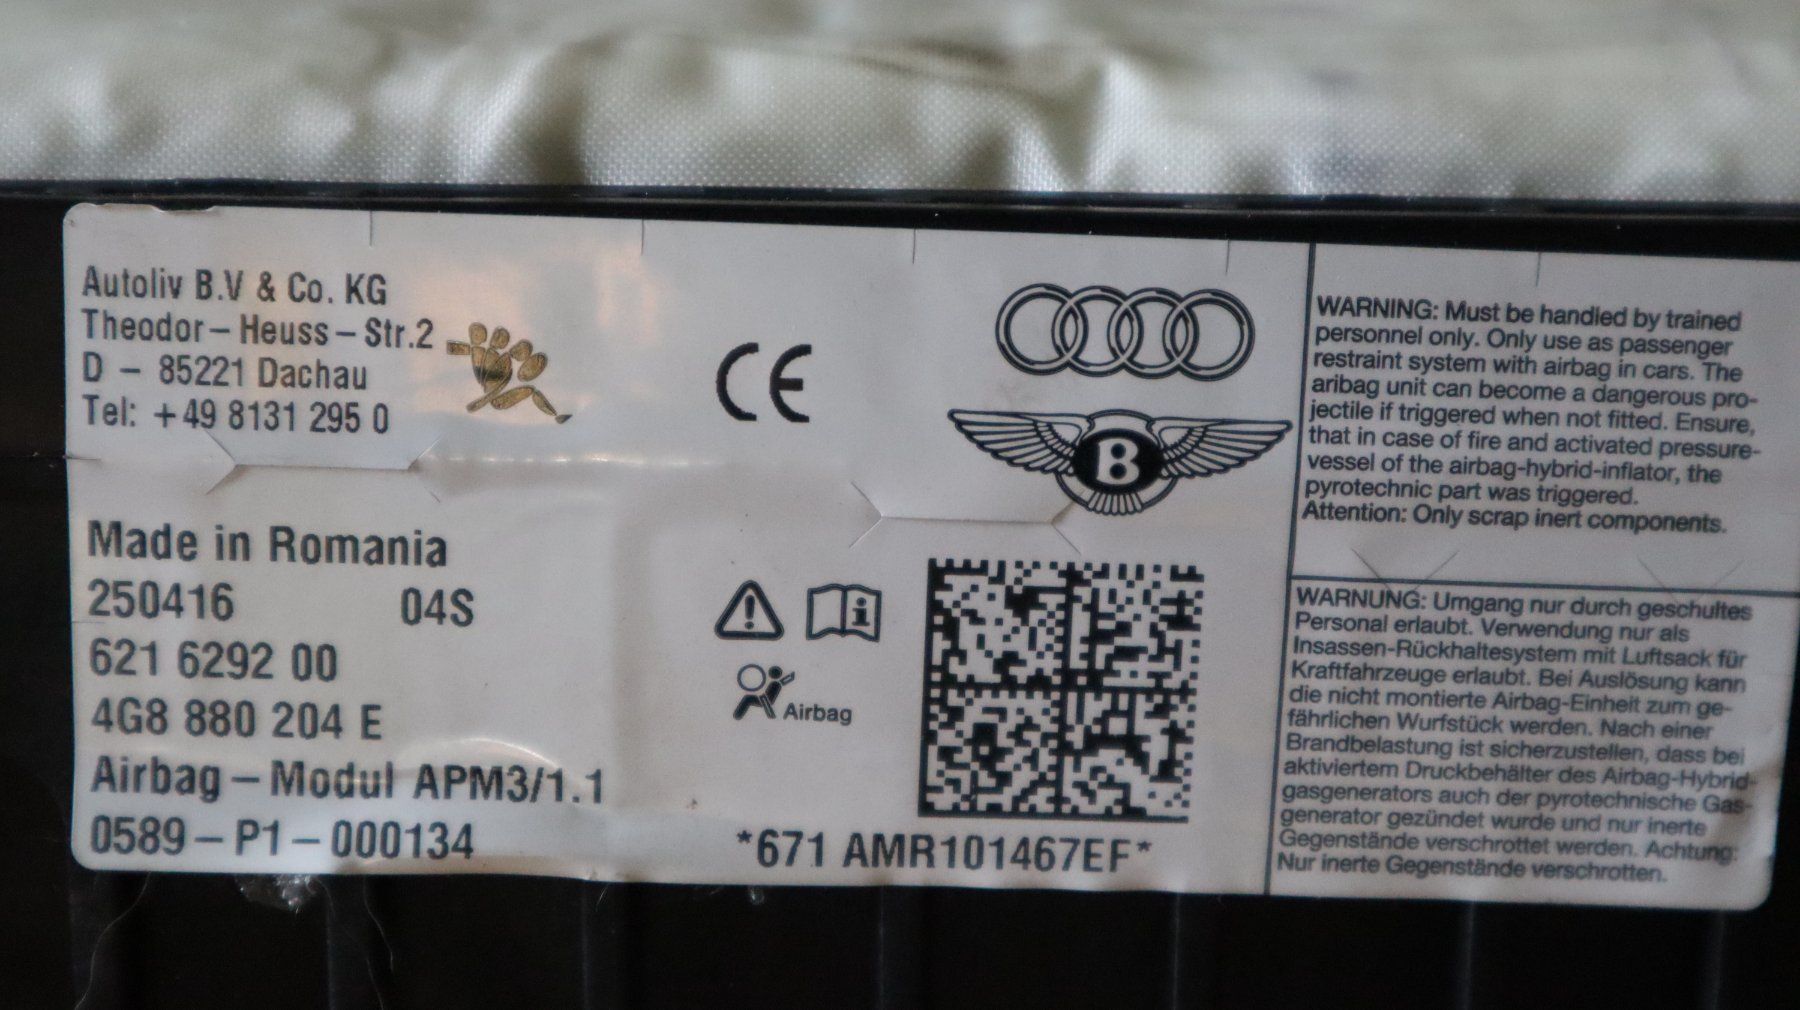 Autoliv B.V & Co. KG
Theodor-Heuss-Str.2
D - 85221 Dachau
Tel: +49 8131 295 0
CE
B
Made in Romania
250416 04S
621 6292 00
4G8 880 204 E
Airbag-Modul APM3/1.1
0589-P1-000134
Airbag
*671 AMR101467EF*
WARNING: Must be handled by trained
personnel only. Only use as passenger
restraint system with airbag in cars. The
aribag unit can become a dangerous pro-
jectile if triggered when not fitted. Ensure,
that in case of fire and activated pressure-
vessel of the airbag-hybrid-inflator, the
pyrotechnic part was triggered.
Attention: Only scrap inert components.
WARNUNG: Umgang nur durch geschultes
Personal erlaubt. Verwendung nur als
Insassen-Rückhaltesystem mit Luftsack für
Kraftfahrzeuge erlaubt. Bei Auslösung kann
die nicht montierte Airbag-Einheit zum ge-
fährlichen Wurfstück werden. Nach einer
Brandbelastung ist sicherzustellen, dass bei
aktiviertem Druckbehälter des Airbag-Hybrid-
gasgenerators auch der pyrotechnische Gas-
generator gezündet wurde und nur inerte
Gegenstände verschrottet werden. Achtung:
Nur inerte Gegenstände verschrotten.